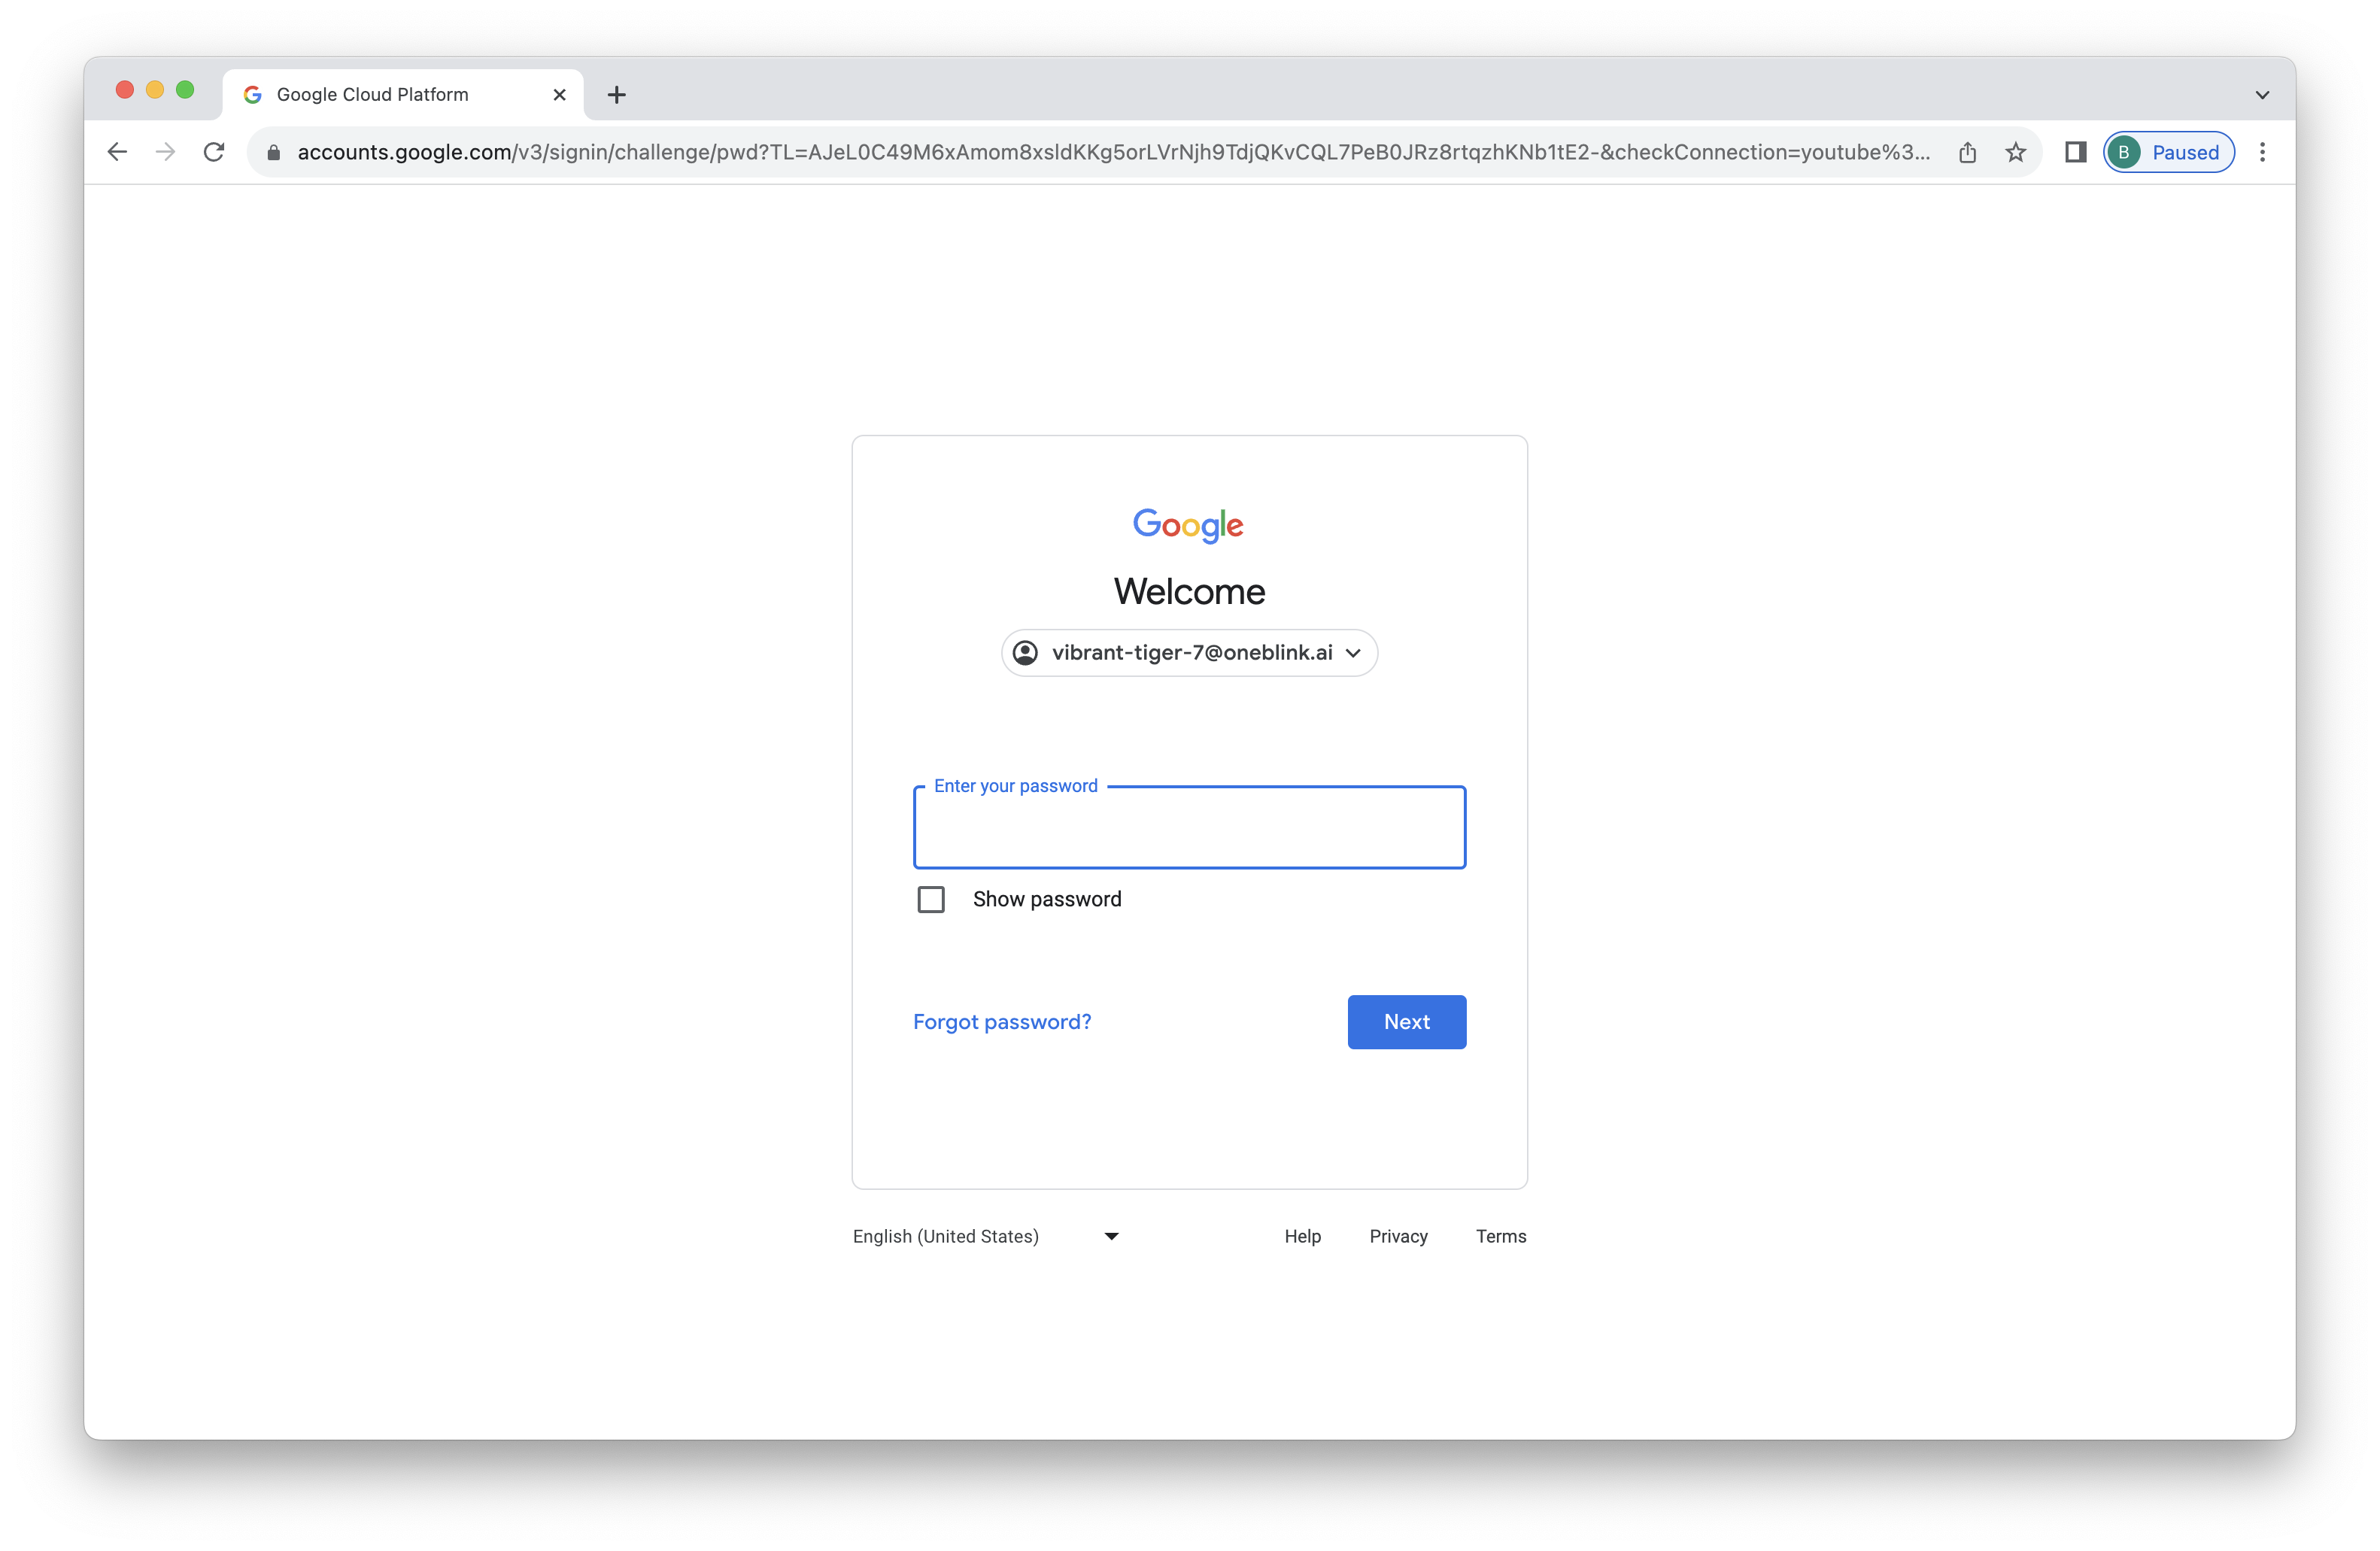 Google Cloud Platform
accounts.google.com/v3/signin/challenge/pwd?TL=AJeL0C49M6xAmom8xsldKKg5orLVrNjh9TdjQKvCQL7PeB0JRz8rtqzhKNb1tE2-&checkConnection=youtube%3...
B Paused
Google
Welcome
vibrant-tiger-7@oneblink.ai
Enter your password
Show password
Forgot password? Next
English (United States) Help Privacy Terms